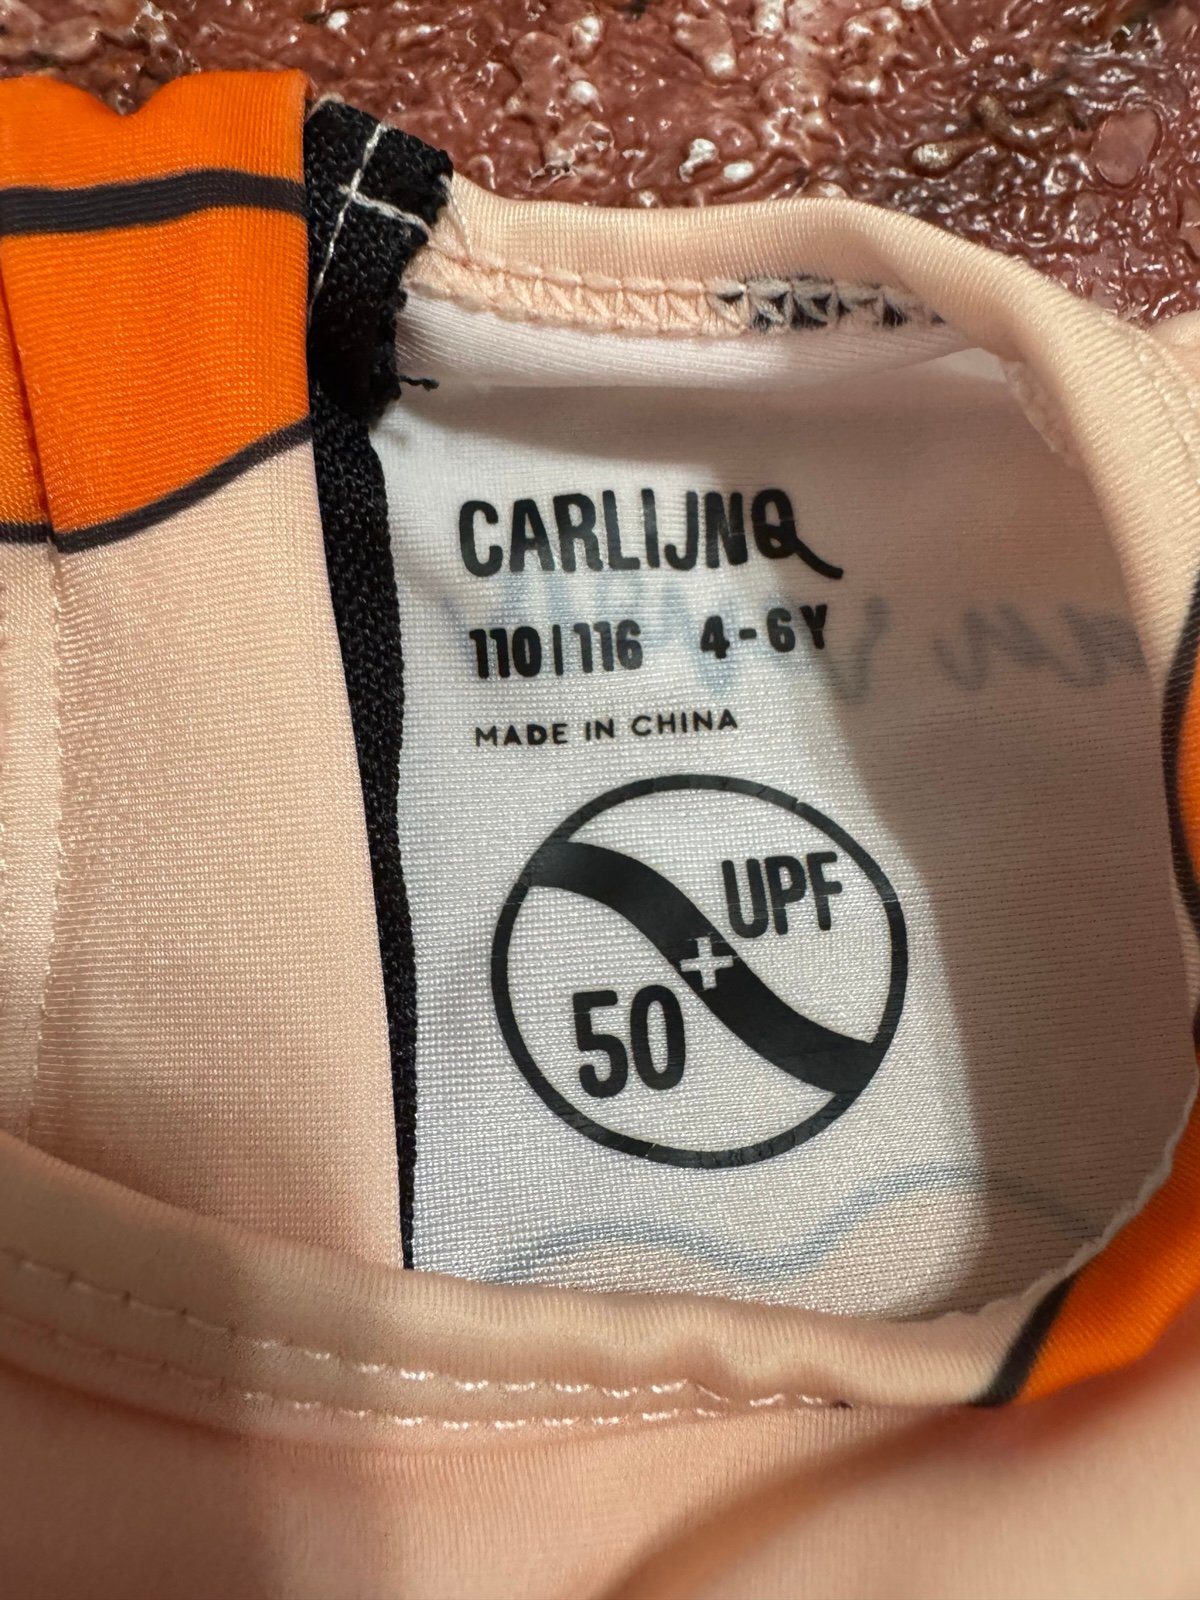 CARLIJNQ
110|116 4-6Y
MADE IN CHINA
UPF
50+